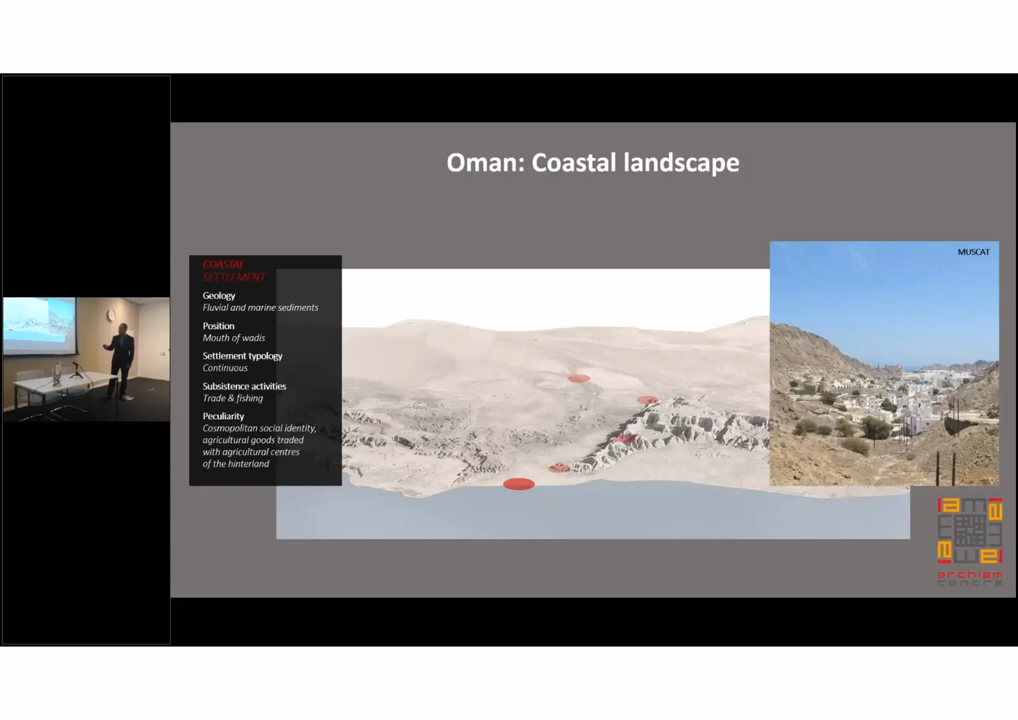 Oman: Coastal landscape
COASTAL
SETTLEMENT
Geology
Fluvial and marine sediments
Position
Mouth of wadis
Settlement typology
Continuous
Subsistence activities
Trade & fishing
Peculiarity
Cosmopolitan social identity,
agricultural goods traded
with agricultural centres
of the hinterland
MUSCAT
archiam
centre